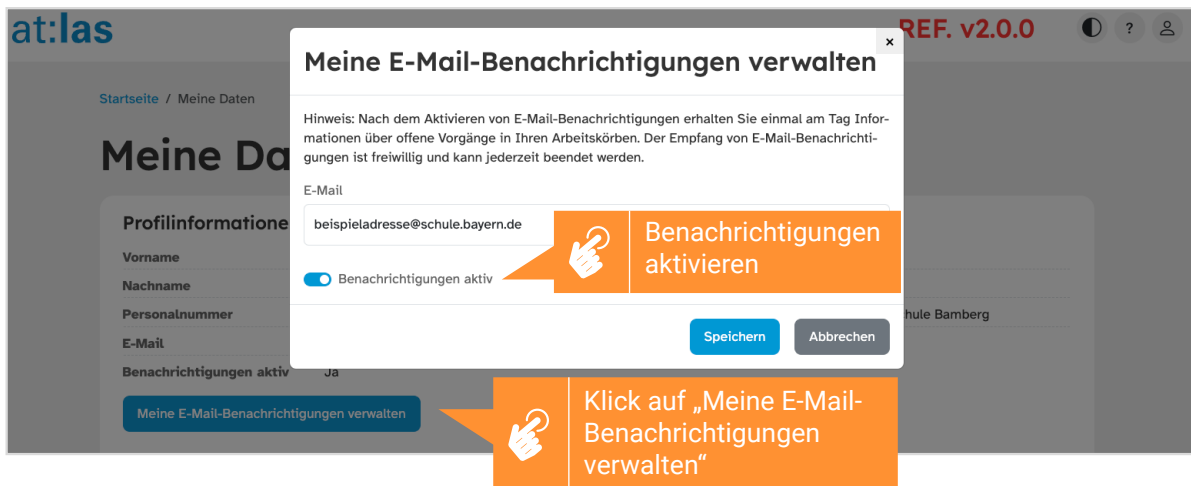 at:las
REF. v2.0.0
?
Startseite / Meine Daten
Meine Da
Profilinformatione
Vorname
Nachname
Personalnummer
hule Bamberg
E-Mail
Benachrichtigungen aktiv Ja
Meine E-Mail-Benachrichtigungen verwalten
×
Meine E-Mail-Benachrichtigungen verwalten
Hinweis: Nach dem Aktivieren von E-Mail-Benachrichtigungen erhalten Sie einmal am Tag Infor-
mationen über offene Vorgänge in Ihren Arbeitskörben. Der Empfang von E-Mail-Benachrichti-
gungen ist freiwillig und kann jederzeit beendet werden.
E-Mail
beispieladresse@schule.bayern.de
Benachrichtigungen aktiv
Benachrichtigungen
aktivieren
Speichern Abbrechen
Klick auf „Meine E-Mail-
Benachrichtigungen
verwalten“